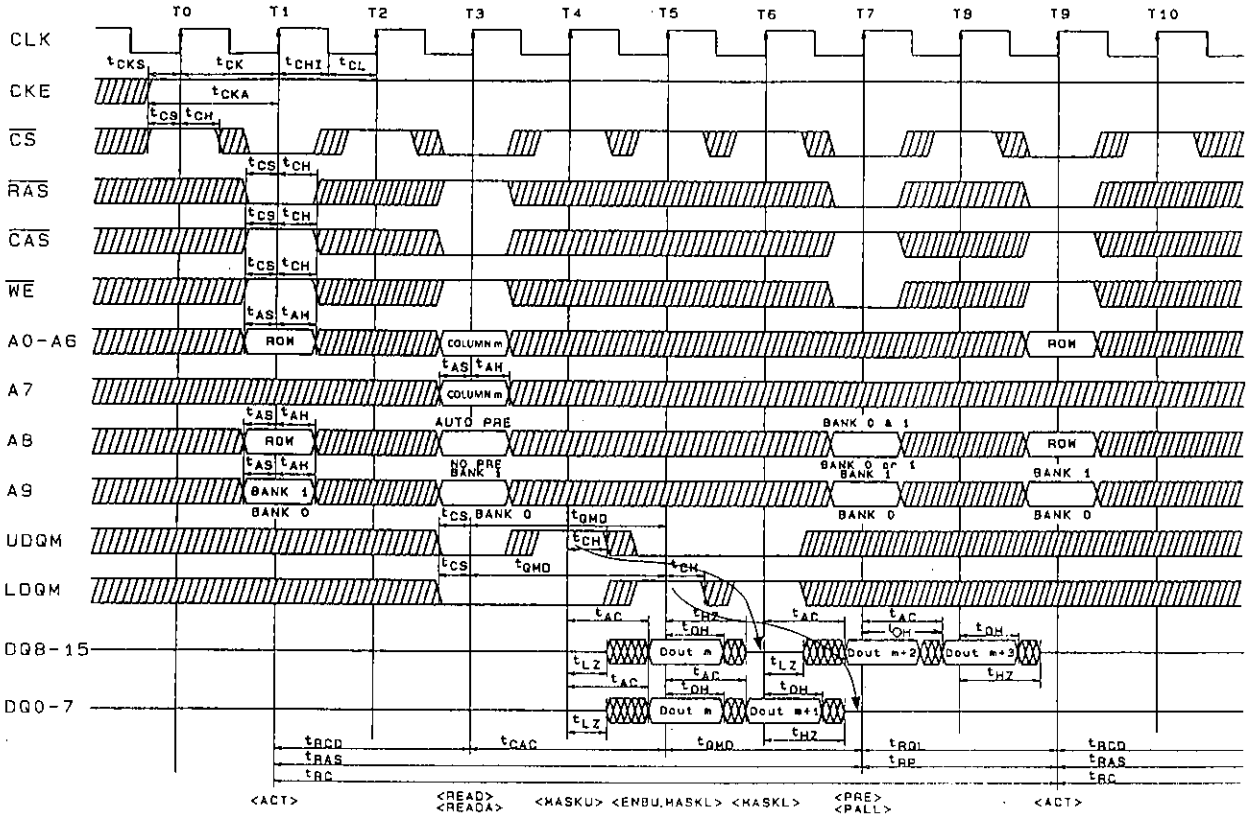 T0 T1 T2 T3 T4 T5 T6 T7 T8 T9 T10
CLK
tCKS tCK tCHI tCL
CKE
tCKA
tCS tCH
CS
tCS tCH
RAS
tCS tCH
CAS
tCS tCH
WE
tAS tAH
A0-A6 ROW COLUMN m ROW
tAS tAH
A7 COLUMN m
tAS tAH AUTO PRE BANK 0 & 1
A8 ROW ROW
tAS tAH NO PRE BANK 0 or 1
BANK 1 BANK 1 BANK 1
A9 BANK 1
BANK 0 BANK 0 BANK 0
tCS BANK 0 tQMD
UDQM tCH
tCS tQMD tCH
LDQM
tAC tHZ tAC tAC
tOH tOH tOH
DQ8-15 Dout m Dout m+2 Dout m+3
tLZ tAC tLZ tHZ
tAC tOH tOH
DQ0-7 Dout m Dout m+1
tLZ tHZ
tRCD tCAC tQMD tRQL tRCD
tRAS tRP tRAS
tRC tRC
<ACT> <READ> <MASKU> <ENBU,MASKL> <MASKL> <PRE> <ACT>
<READA> <PALL>